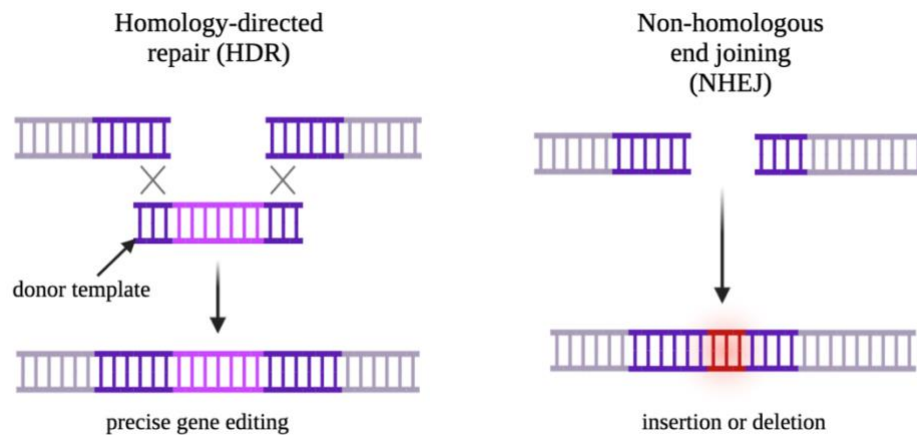 Homology-directed
repair (HDR)
donor template
precise gene editing
Non-homologous
end joining
(NHEJ)
insertion or deletion